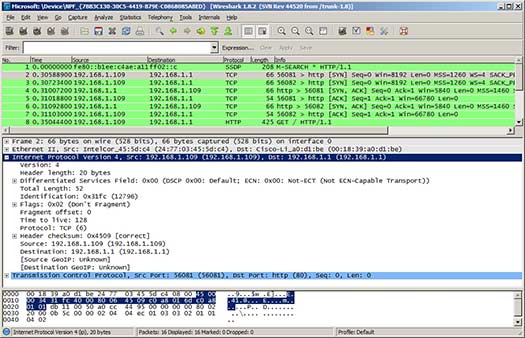 Microsoft: \Device\NPF_{7BB3C130-30C5-4419-B79E-C0868085ABED} [Wireshark 1.8.2 (SVN Rev 44520 from /trunk-1.8)]
File Edit View Go Capture Analyze Statistics Telephony Tools Internals Help
Filter: Expression... Clear Apply Save
No. Time Source Destination Protocol Length Info
1 0.00000000 fe80::b1ee:c4ae:a11ff02::c SSDP 208 M-SEARCH * HTTP/1.1
2 0.30588900 192.168.1.109 192.168.1.1 TCP 66 56081 > http [SYN] Seq=0 Win=8192 Len=0 MSS=1260 WS=4 SACK_PE
3 0.30723400 192.168.1.109 192.168.1.1 TCP 66 56082 > http [SYN] Seq=0 Win=8192 Len=0 MSS=1260 WS=4 SACK_PE
4 0.31007100 192.168.1.1 192.168.1.109 TCP 66 http > 56081 [SYN, ACK] Seq=0 Ack=1 Win=5840 Len=0 MSS=1460 S
5 0.31018800 192.168.1.109 192.168.1.1 TCP 54 56081 > http [ACK] Seq=1 Ack=1 Win=66780 Len=0
6 0.31092800 192.168.1.1 192.168.1.109 TCP 66 http > 56082 [SYN, ACK] Seq=0 Ack=1 Win=5840 Len=0 MSS=1460 S
7 0.31103000 192.168.1.109 192.168.1.1 TCP 54 56082 > http [ACK] Seq=1 Ack=1 Win=66780 Len=0
8 0.35044400 192.168.1.109 192.168.1.1 HTTP 425 GET / HTTP/1.1
Frame 2: 66 bytes on wire (528 bits), 66 bytes captured (528 bits) on interface 0
Ethernet II, Src: IntelCor_45:5d:c4 (24:77:03:45:5d:c4), Dst: Cisco-Li_a0:d1:be (00:18:39:a0:d1:be)
Internet Protocol Version 4, Src: 192.168.1.109 (192.168.1.109), Dst: 192.168.1.1 (192.168.1.1)
Version: 4
Header length: 20 bytes
Differentiated Services Field: 0x00 (DSCP 0x00: Default; ECN: 0x00: Not-ECT (Not ECN-Capable Transport))
Total Length: 52
Identification: 0x31fc (12796)
Flags: 0x02 (Don't Fragment)
Fragment offset: 0
Time to live: 128
Protocol: TCP (6)
Header checksum: 0x4509 [correct]
Source: 192.168.1.109 (192.168.1.109)
Destination: 192.168.1.1 (192.168.1.1)
[Source GeoIP: Unknown]
[Destination GeoIP: Unknown]
Transmission Control Protocol, Src Port: 56081 (56081), Dst Port: http (80), Seq: 0, Len: 0
0000 00 18 39 a0 d1 be 24 77 03 45 5d c4 08 00 45 00
0010 00 34 31 fc 40 00 80 06 45 09 c0 a8 01 6d c0 a8
0020 01 01 db 11 00 50 a0 cc 44 95 00 00 00 00 80 02
0030 20 00 0b 5c 00 00 02 04 04 ec 01 03 03 02 01 01
0040 04 02
Internet Protocol Version 4 (ip), 20 bytes Packets: 16 Displayed: 16 Marked: 0 Dropped: 0 Profile: Default